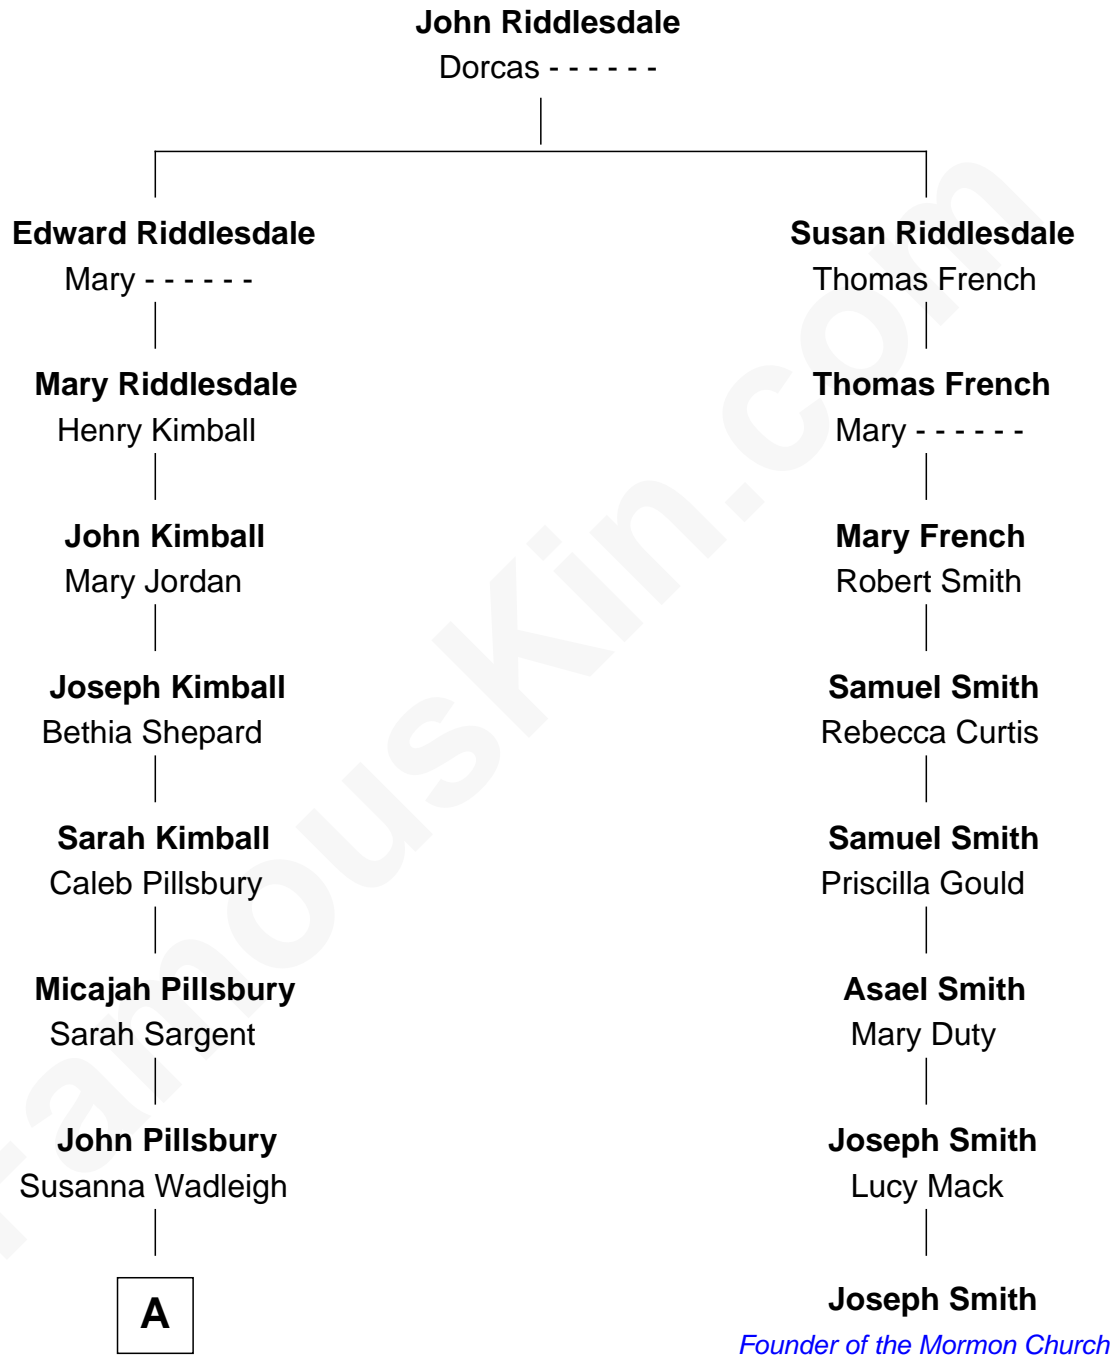 John Riddlesdale
Dorcas - - - - - -
Edward Riddlesdale
Mary - - - - - -
Susan Riddlesdale
Thomas French
Mary Riddlesdale
Henry Kimball
Thomas French
Mary - - - - - -
John Kimball
Mary Jordan
Mary French
Robert Smith
Joseph Kimball
Bethia Shepard
Samuel Smith
Rebecca Curtis
Sarah Kimball
Caleb Pillsbury
Samuel Smith
Priscilla Gould
Micajah Pillsbury
Sarah Sargent
Asael Smith
Mary Duty
John Pillsbury
Susanna Wadleigh
Joseph Smith
Lucy Mack
A
Joseph Smith
Founder of the Mormon Church
FamousKin.com